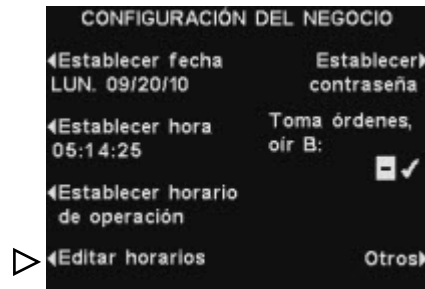 CONFIGURACIÓN DEL NEGOCIO
Establecer fecha
LUN. 09/20/10
Establecer
contraseña
Establecer hora
05:14:25
Toma órdenes,
oír B:
Establecer horario
de operación
Editar horarios
Otros